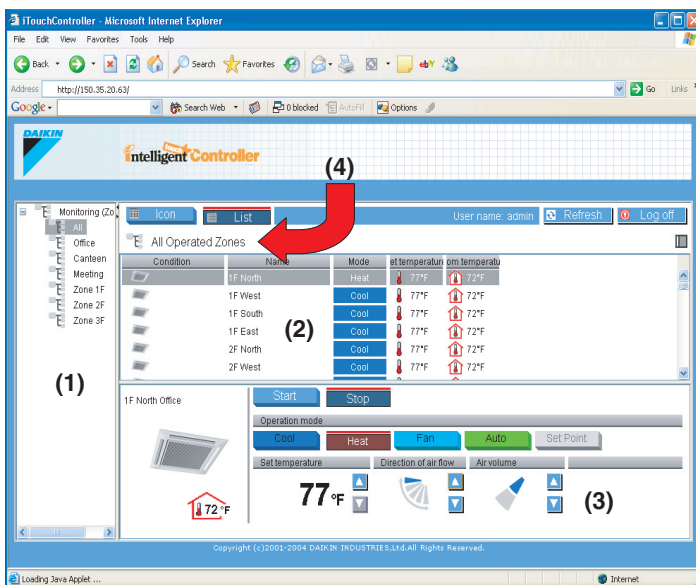 iTouchController - Microsoft Internet Explorer
File Edit View Favorites Tools Help
Back Search Favorites ebY
Address http://150.35.20.63/ Go Links
Google Search Web 0 blocked AutoFill Options
DAIKIN
intelligent touch Controller
(4)
Monitoring (Zo
All
Office
Canteen
Meeting
Zone 1F
Zone 2F
Zone 3F
(1)
Icon List User name: admin Refresh Log off
All Operated Zones
Condition Name Mode et temperature om temperatu
1F North Heat 77°F 72°F
1F West Cool 77°F 72°F
1F South Cool 77°F 72°F
1F East Cool 77°F 72°F
2F North Cool 77°F 72°F
2F West Cool 77°F 72°F
(2)
1F North Office
72 °F
Start Stop
Operation mode
Cool Heat Fan Auto Set Point
Set temperature Direction of air flow Air volume
77 °F
(3)
Copyright (c)2001-2004 DAIKIN INDUSTRIES,Ltd.All Rights Reserved.
Loading Java Applet ... Internet